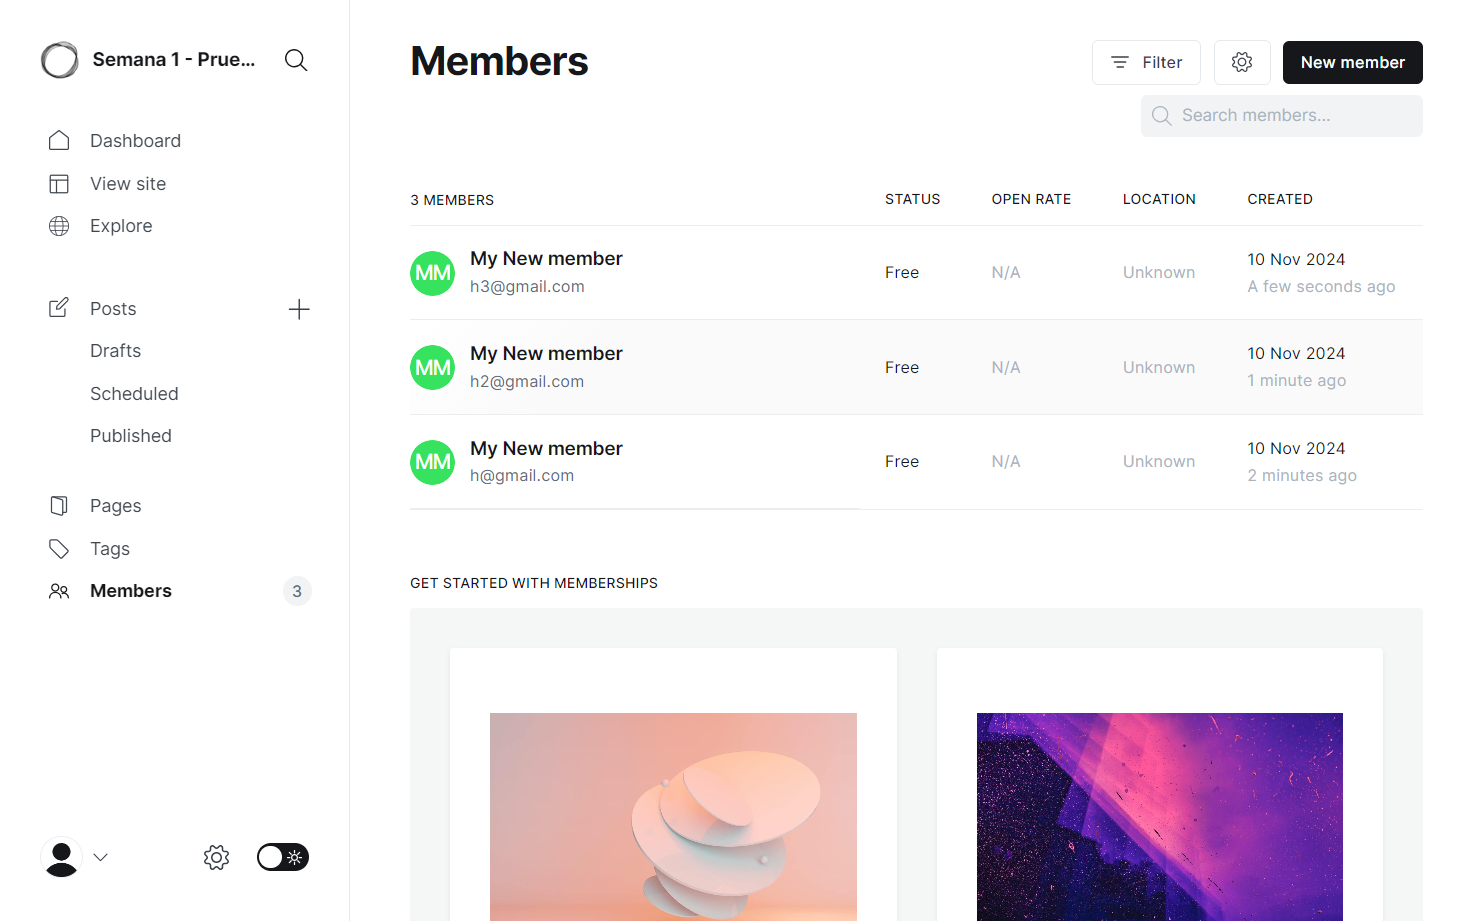 Semana 1 - Prue...
Dashboard
View site
Explore
Posts
Drafts
Scheduled
Published
Pages
Tags
Members
3
Members
Filter
New member
Search members...
3 MEMBERS STATUS OPEN RATE LOCATION CREATED
MM My New member Free N/A Unknown 10 Nov 2024
h3@gmail.com A few seconds ago
MM My New member Free N/A Unknown 10 Nov 2024
h2@gmail.com 1 minute ago
MM My New member Free N/A Unknown 10 Nov 2024
h@gmail.com 2 minutes ago
GET STARTED WITH MEMBERSHIPS